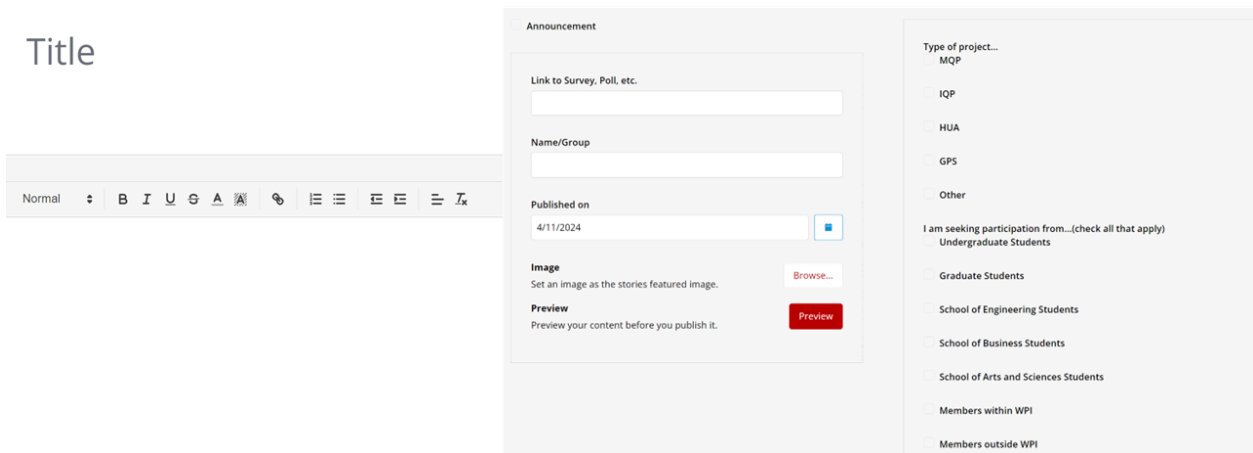 Title
Normal
B I U S A A
Announcement
Link to Survey, Poll, etc.
Name/Group
Published on
4/11/2024
Image
Set an image as the stories featured image.
Browse...
Preview
Preview your content before you publish it.
Preview
Type of project...
MQP
IQP
HUA
GPS
Other
I am seeking participation from...(check all that apply)
Undergraduate Students
Graduate Students
School of Engineering Students
School of Business Students
School of Arts and Sciences Students
Members within WPI
Members outside WPI